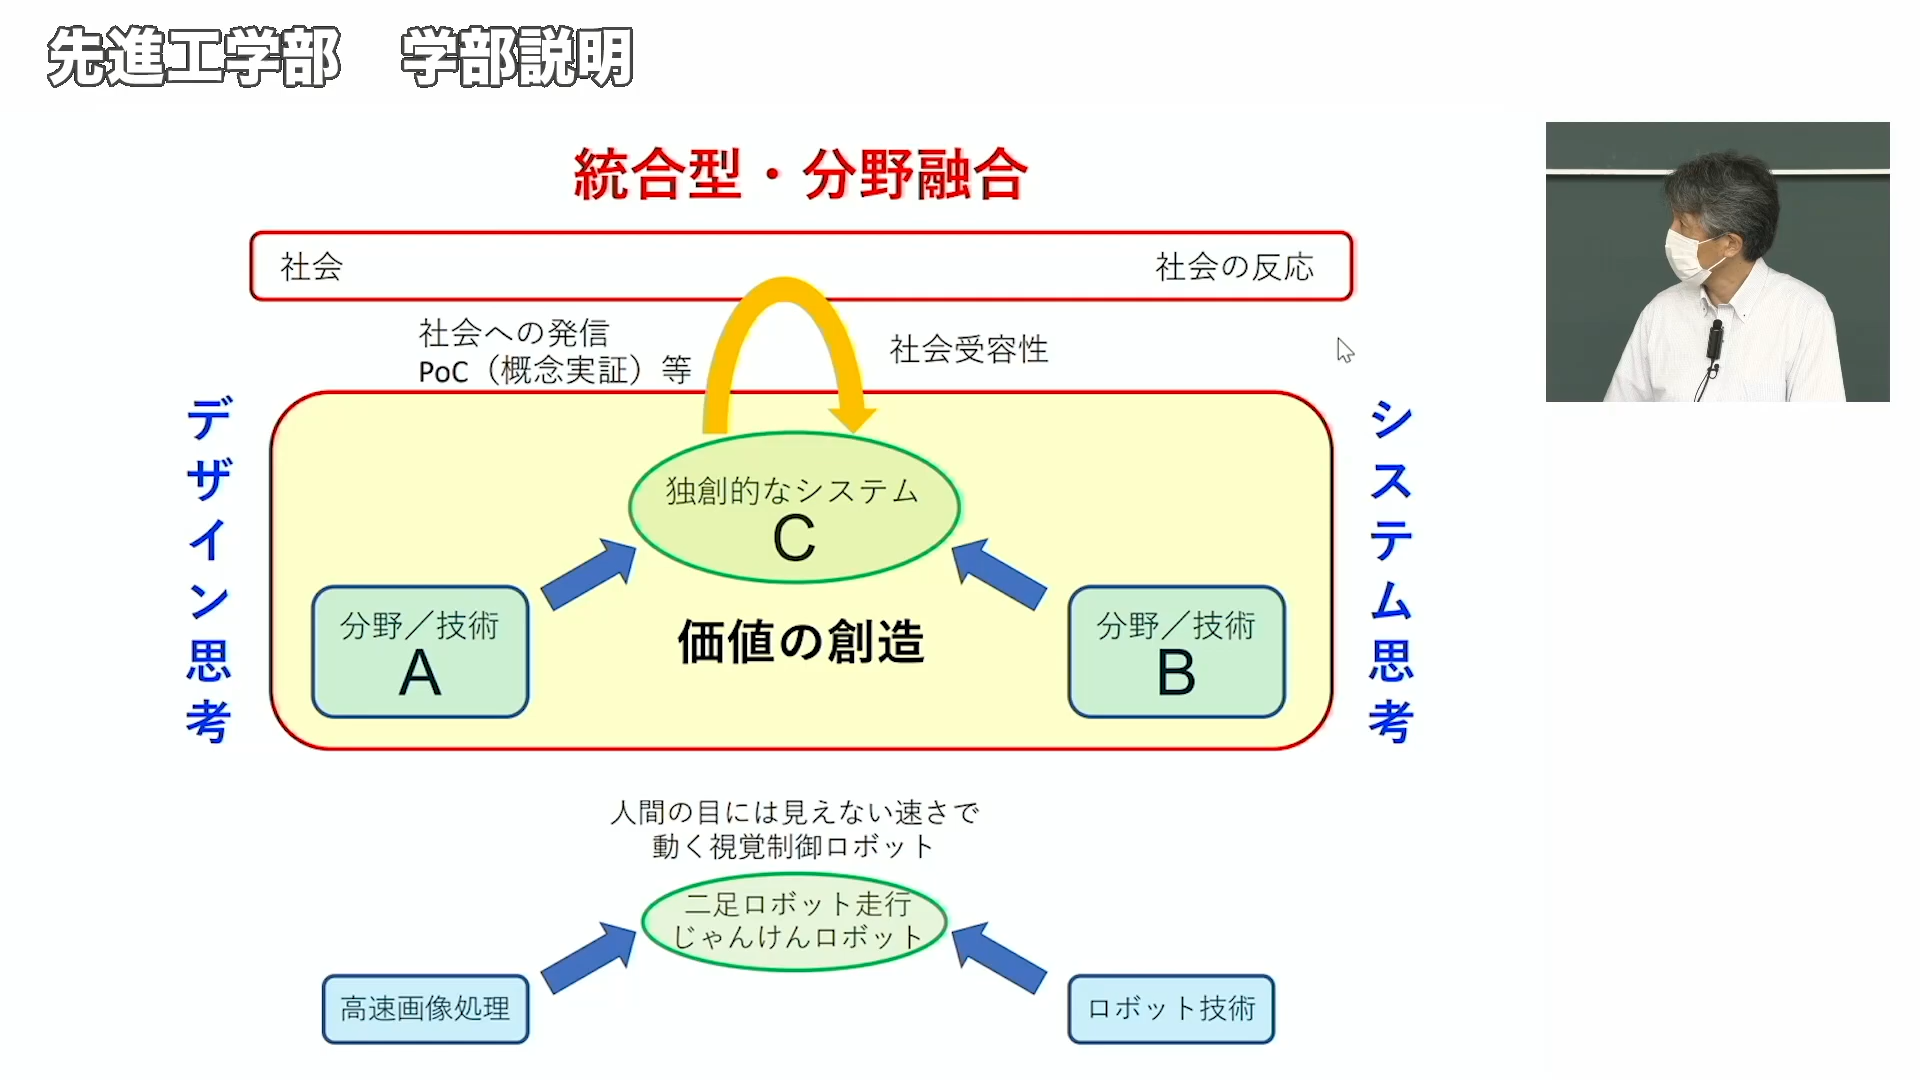 先進工学部　学部説明
統合型・分野融合
社会
社会の反応
社会への発信
PoC（概念実証）等
社会受容性
デザイン思考
システム思考
独創的なシステム
C
分野／技術
A
価値の創造
分野／技術
B
人間の目には見えない速さで
動く視覚制御ロボット
二足ロボット走行
じゃんけんロボット
高速画像処理
ロボット技術